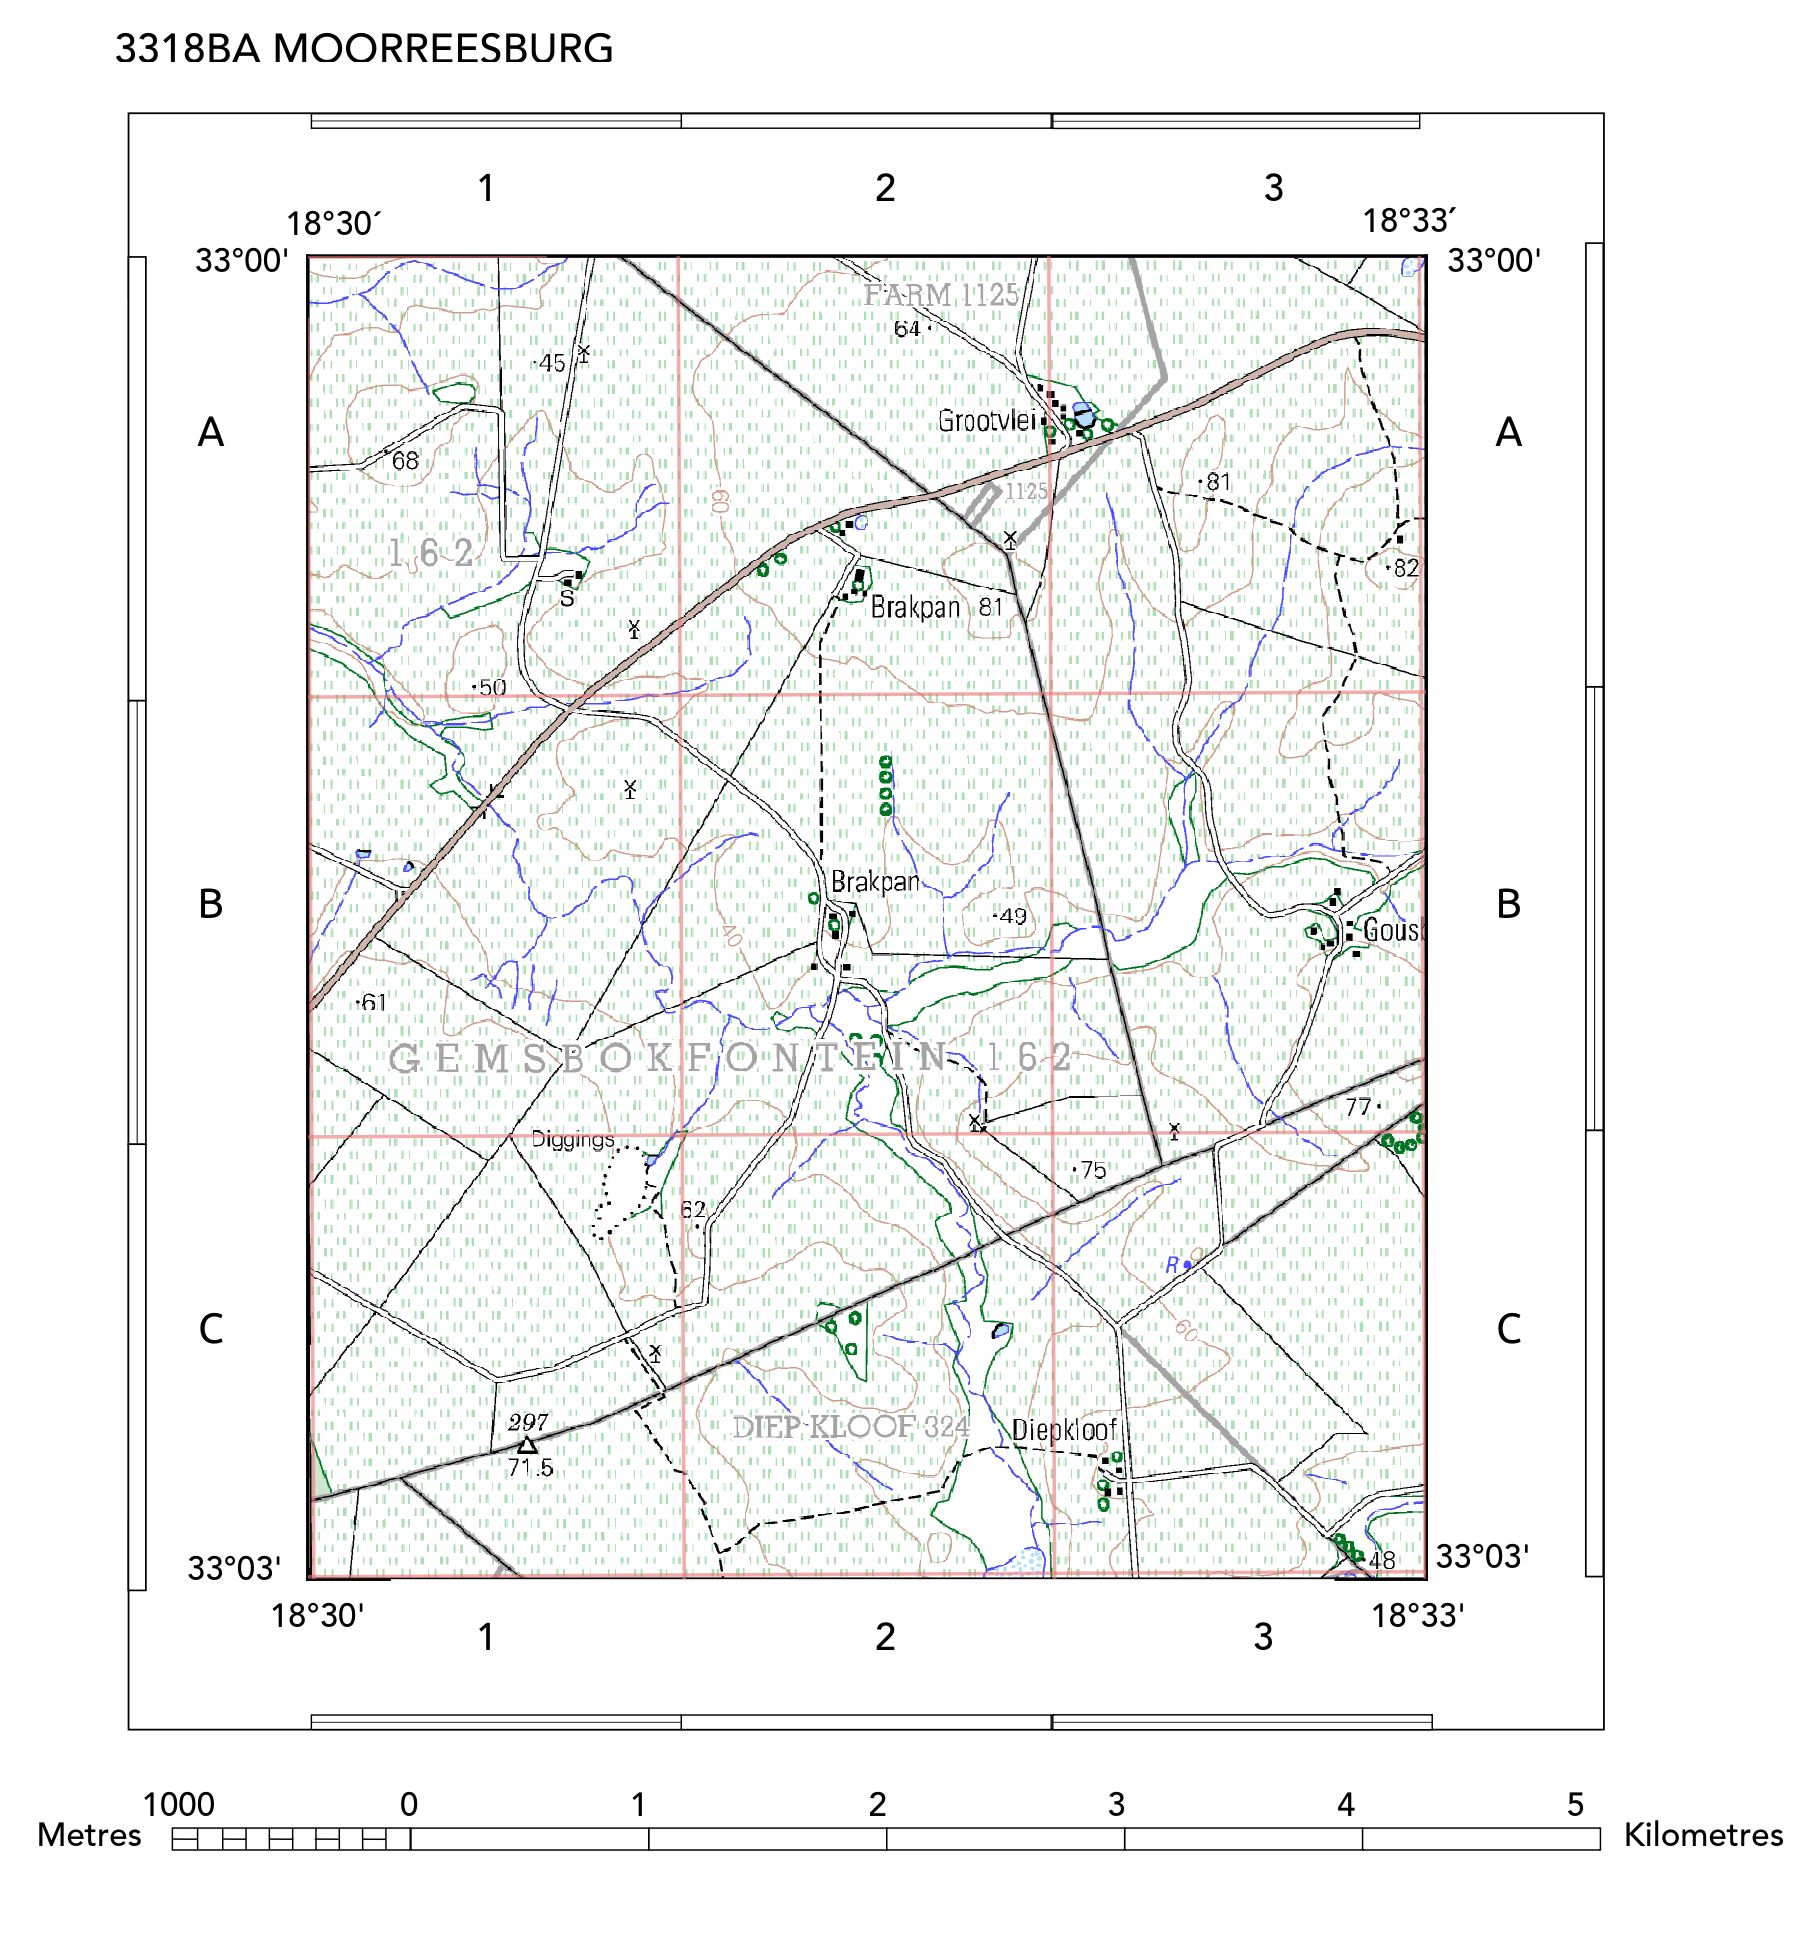 3318BA MOORREESBURG
1 2 3
18°30´ 18°33´
33°00' 33°00'
FARM 1125
64
45
A A
Grootvlei
68
81
60
1125
162
82
S
Brakpan 81
50
Brakpan
B B
49
40
Gous
61
GEMSBOKFONTEIN 162
77
Diggings
75
62
R
60
C C
297
71.5
DIEP KLOOF 324
Diepkloof
48
33°03' 33°03'
18°30' 18°33'
1 2 3
1000 0 1 2 3 4 5
Metres Kilometres